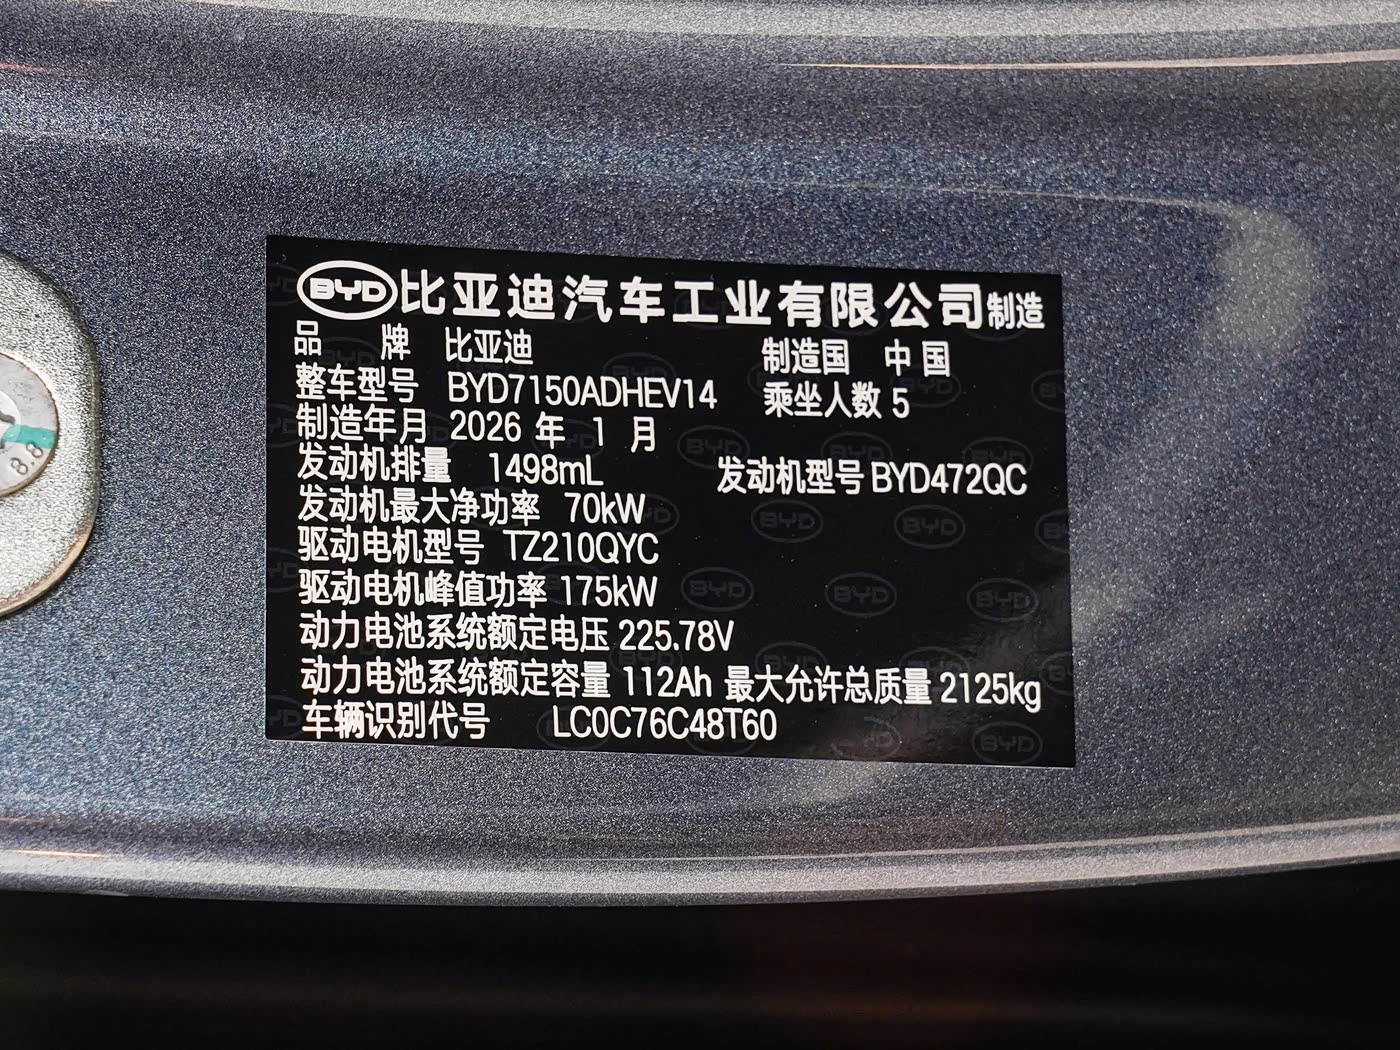 BYD 比亚迪汽车工业有限公司制造
品 牌 比亚迪 制造国 中国
整车型号 BYD7150ADHEV14 乘坐人数 5
制造年月 2026 年 1 月
发动机排量 1498mL 发动机型号 BYD472QC
发动机最大净功率 70kW
驱动电机型号 TZ210QYC
驱动电机峰值功率 175kW
动力电池系统额定电压 225.78V
动力电池系统额定容量 112Ah 最大允许总质量 2125kg
车辆识别代号 LC0C76C48T60
8.8